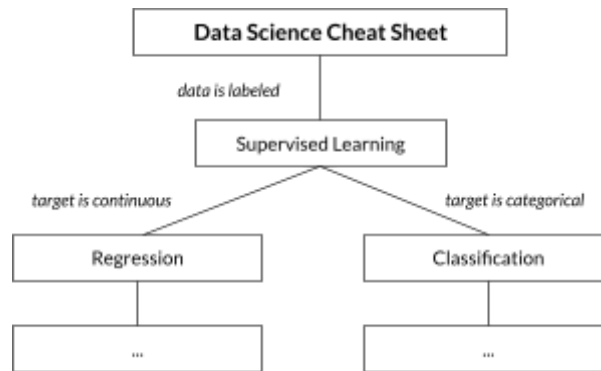 Data Science Cheat Sheet
data is labeled
Supervised Learning
target is continuous
target is categorical
Regression
Classification
...
...